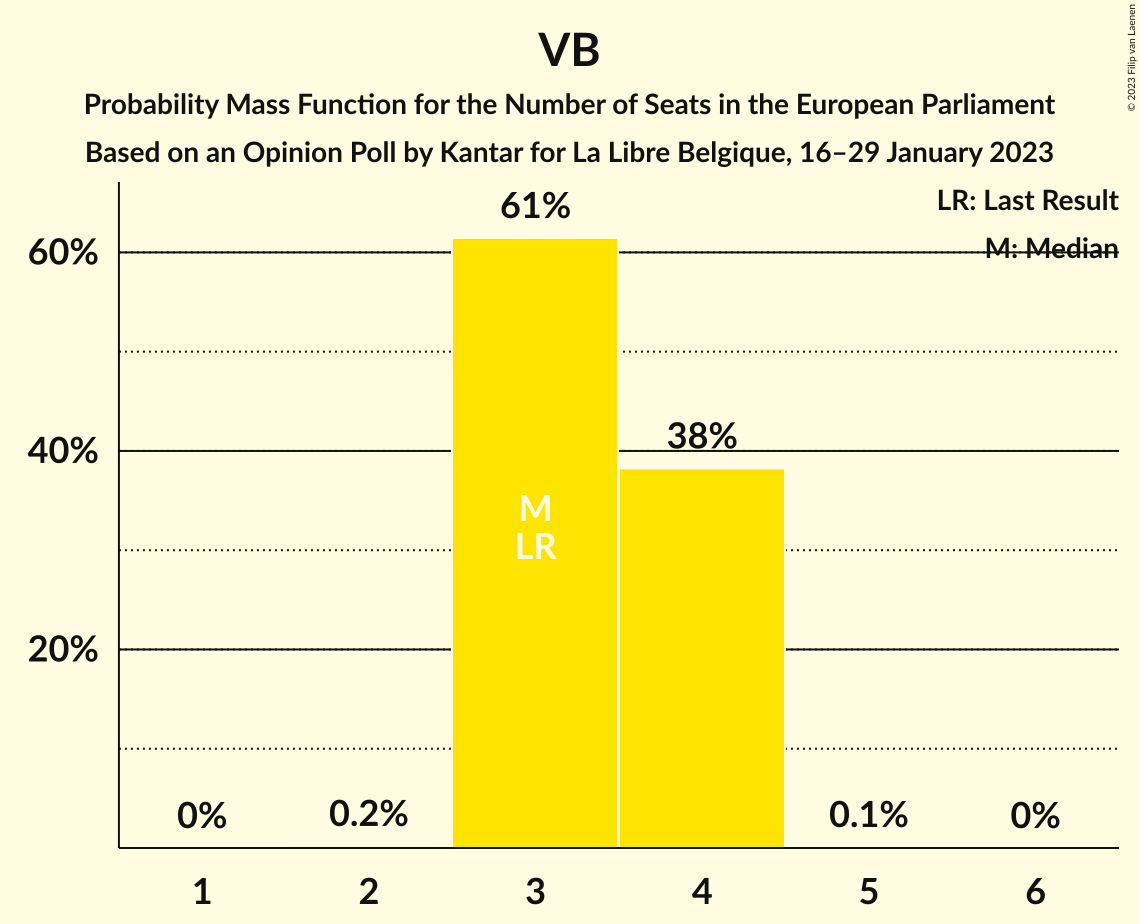 VB
Probability Mass Function for the Number of Seats in the European Parliament
Based on an Opinion Poll by Kantar for La Libre Belgique, 16–29 January 2023
© 2023 Filip van Laenen
LR: Last Result
M: Median
61%
60%
38%
40%
M
LR
20%
0%
0.2%
0.1%
0%
1
2
3
4
5
6